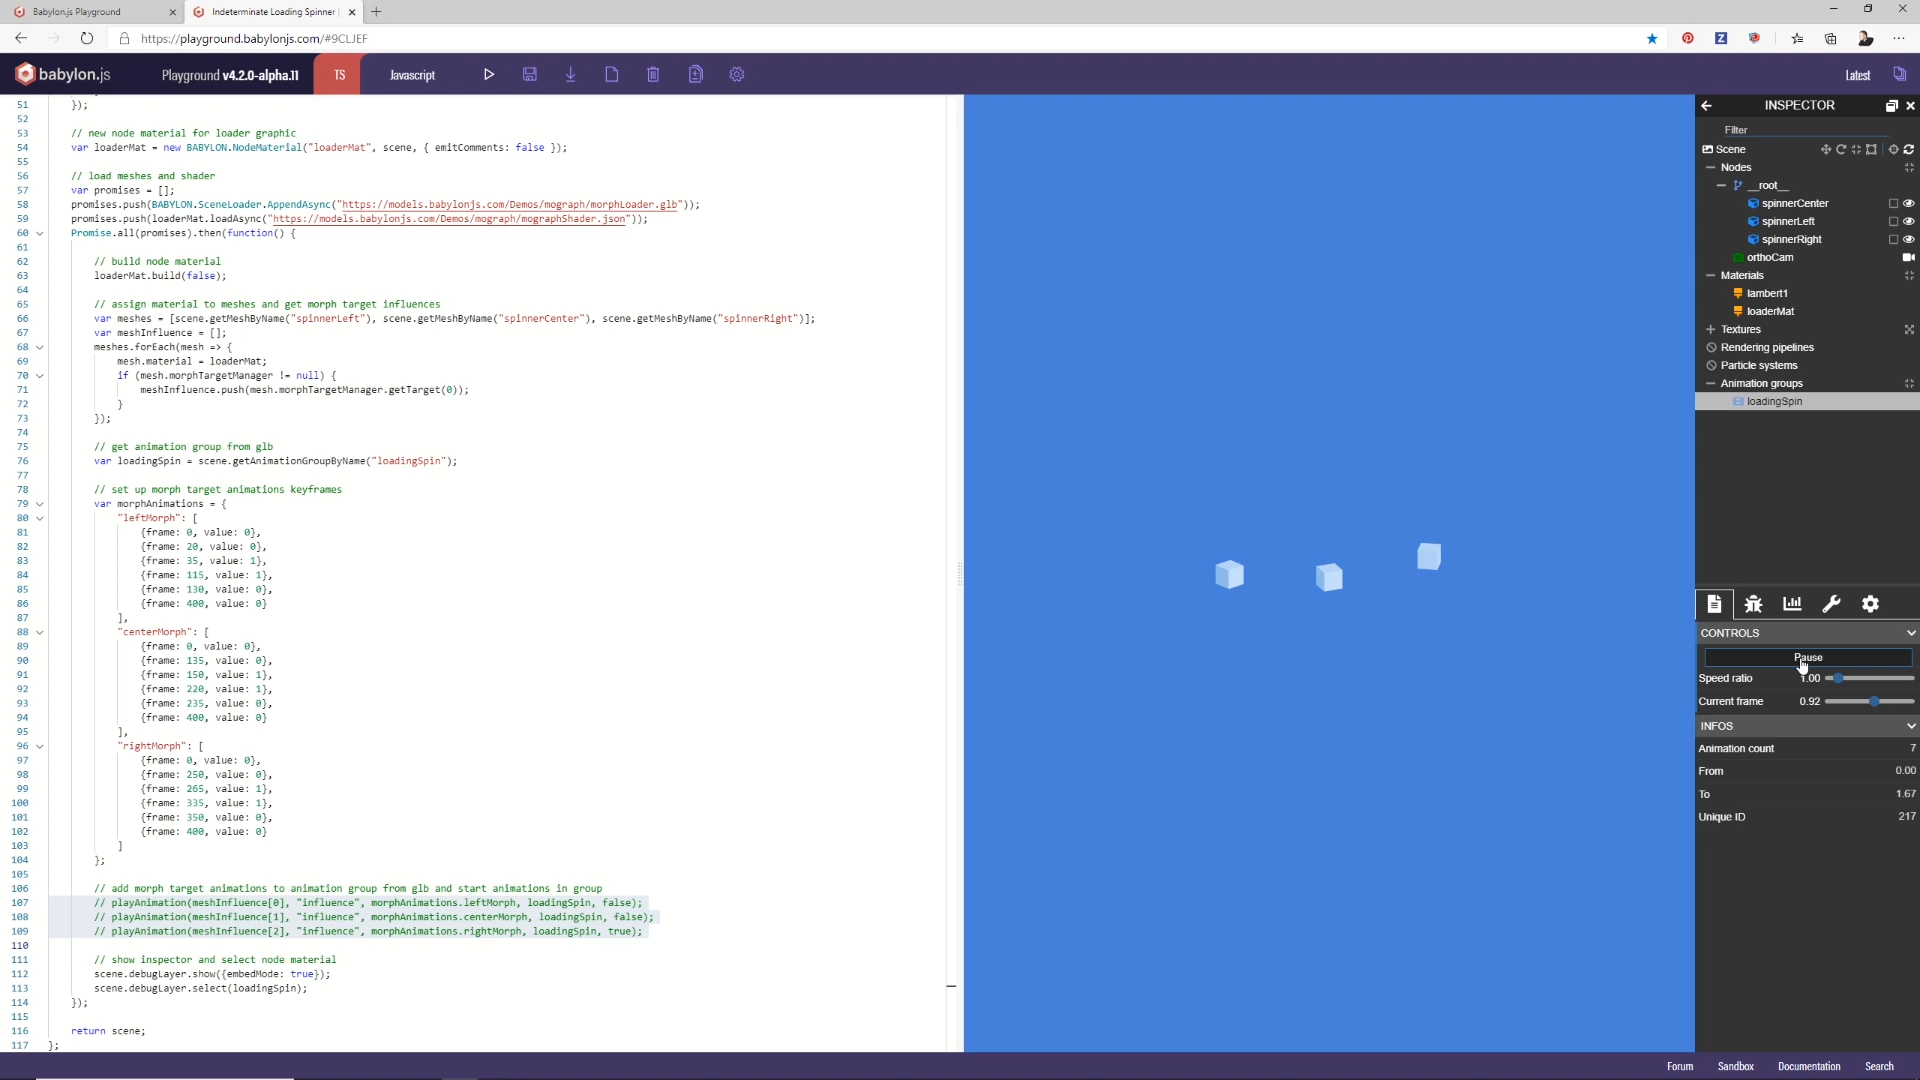 Babylon.js Playground
Indeterminate Loading Spinner
https://playground.babylonjs.com/#9CLJEF
babylon.js
Playground v4.2.0-alpha.11
TS
Javascript
Latest
51 });
52
53 // new node material for loader graphic
54 var loaderMat = new BABYLON.NodeMaterial("loaderMat", scene, { emitComments: false });
55
56 // load meshes and shader
57 var promises = [];
58 promises.push(BABYLON.SceneLoader.AppendAsync("https://models.babylonjs.com/Demos/mograph/morphLoader.glb"));
59 promises.push(loaderMat.loadAsync("https://models.babylonjs.com/Demos/mograph/mographShader.json"));
60 Promise.all(promises).then(function() {
61
62 // build node material
63 loaderMat.build(false);
64
65 // assign material to meshes and get morph target influences
66 var meshes = [scene.getMeshByName("spinnerLeft"), scene.getMeshByName("spinnerCenter"), scene.getMeshByName("spinnerRight")];
67 var meshInfluence = [];
68 meshes.forEach(mesh => {
69 mesh.material = loaderMat;
70 if (mesh.morphTargetManager != null) {
71 meshInfluence.push(mesh.morphTargetManager.getTarget(0));
72 }
73 });
74
75 // get animation group from glb
76 var loadingSpin = scene.getAnimationGroupByName("loadingSpin");
77
78 // set up morph target animations keyframes
79 var morphAnimations = {
80 "leftMorph": [
81 {frame: 0, value: 0},
82 {frame: 20, value: 0},
83 {frame: 35, value: 1},
84 {frame: 115, value: 1},
85 {frame: 130, value: 0},
86 {frame: 400, value: 0}
87 ],
88 "centerMorph": [
89 {frame: 0, value: 0},
90 {frame: 135, value: 0},
91 {frame: 150, value: 1},
92 {frame: 220, value: 1},
93 {frame: 235, value: 0},
94 {frame: 400, value: 0}
95 ],
96 "rightMorph": [
97 {frame: 0, value: 0},
98 {frame: 250, value: 0},
99 {frame: 265, value: 1},
100 {frame: 335, value: 1},
101 {frame: 350, value: 0},
102 {frame: 400, value: 0}
103 ]
104 };
105
106 // add morph target animations to animation group from glb and start animations in group
107 // playAnimation(meshInfluence[0], "influence", morphAnimations.leftMorph, loadingSpin, false);
108 // playAnimation(meshInfluence[1], "influence", morphAnimations.centerMorph, loadingSpin, false);
109 // playAnimation(meshInfluence[2], "influence", morphAnimations.rightMorph, loadingSpin, true);
110
111 // show inspector and select node material
112 scene.debugLayer.show({embedMode: true});
113 scene.debugLayer.select(loadingSpin);
114 });
115
116 return scene;
117 };
INSPECTOR
Filter
Scene
Nodes
__root__
spinnerCenter
spinnerLeft
spinnerRight
orthoCam
Materials
lambert1
loaderMat
Textures
Rendering pipelines
Particle systems
Animation groups
loadingSpin
CONTROLS
Pause
Speed ratio 1.00
Current frame 0.92
INFOS
Animation count 7
From 0.00
To 1.67
Unique ID 217
Forum Sandbox Documentation Search